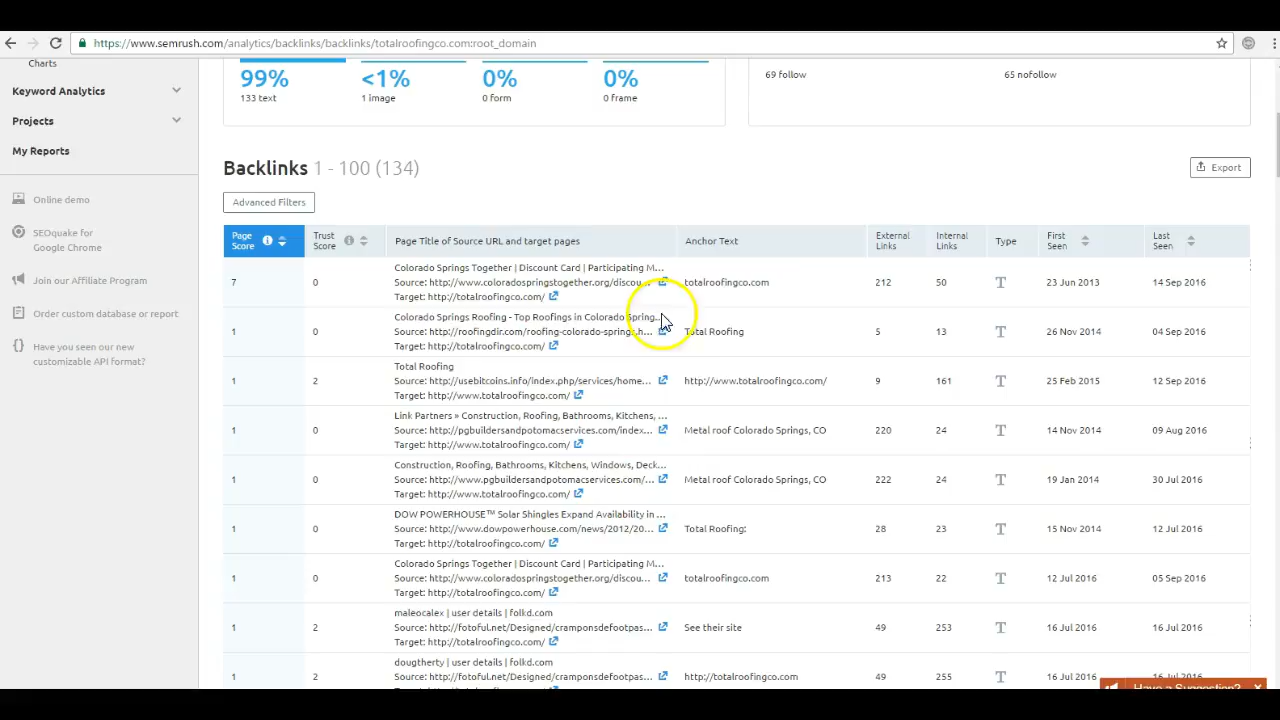 https://www.semrush.com/analytics/backlinks/backlinks/totalroofingco.com:root_domain
Charts
Keyword Analytics
Projects
My Reports
Online demo
SEOquake for
Google Chrome
Join our Affiliate Program
Order custom database or report
Have you seen our new
customizable API format?
99%
133 text
<1%
1 image
0%
0 form
0%
0 frame
69 follow
65 nofollow
Backlinks 1 - 100 (134)
Export
Advanced Filters
Page Score
Trust Score
Page Title of Source URL and target pages
Anchor Text
External Links
Internal Links
Type
First Seen
Last Seen
Colorado Springs Together | Discount Card | Participating M...
7 0 Source: http://www.coloradospringstogether.org/discou... totalroofingco.com 212 50 T 23 Jun 2013 14 Sep 2016
Target: http://totalroofingco.com/
Colorado Springs Roofing - Top Roofings in Colorado Spring...
1 0 Source: http://roofingdir.com/roofing-colorado-springs.h... Total Roofing 5 13 T 26 Nov 2014 04 Sep 2016
Target: http://totalroofingco.com/
Total Roofing
1 2 Source: http://usebitcoins.info/index.php/services/home... http://www.totalroofingco.com/ 9 161 T 25 Feb 2015 12 Sep 2016
Target: http://www.totalroofingco.com/
Link Partners » Construction, Roofing, Bathrooms, Kitchens, ...
1 0 Source: http://pgbuildersandpotomacservices.com/index... Metal roof Colorado Springs, CO 220 24 T 14 Nov 2014 09 Aug 2016
Target: http://www.totalroofingco.com/
Construction, Roofing, Bathrooms, Kitchens, Windows, Deck...
1 0 Source: http://www.pgbuildersandpotomacservices.com/... Metal roof Colorado Springs, CO 222 24 T 19 Jan 2014 30 Jul 2016
Target: http://www.totalroofingco.com/
DOW POWERHOUSE™ Solar Shingles Expand Availability in ...
1 0 Source: http://www.dowpowerhouse.com/news/2012/20... Total Roofing: 28 23 T 15 Nov 2014 12 Jul 2016
Target: http://totalroofingco.com/
Colorado Springs Together | Discount Card | Participating M...
1 0 Source: http://www.coloradospringstogether.org/discou... totalroofingco.com 213 22 T 12 Jul 2016 05 Sep 2016
Target: http://totalroofingco.com/
maleocalex | user details | folkd.com
1 2 Source: http://fotoful.net/Designed/cramponsdefootpas... See their site 49 253 T 16 Jul 2016 16 Jul 2016
Target: http://totalroofingco.com/
dougtherty | user details | folkd.com
1 2 Source: http://fotoful.net/Designed/cramponsdefootpas... http://totalroofingco.com 49 255 T 16 Jul 2016 16 Jul 2016
Have a Suggestion?